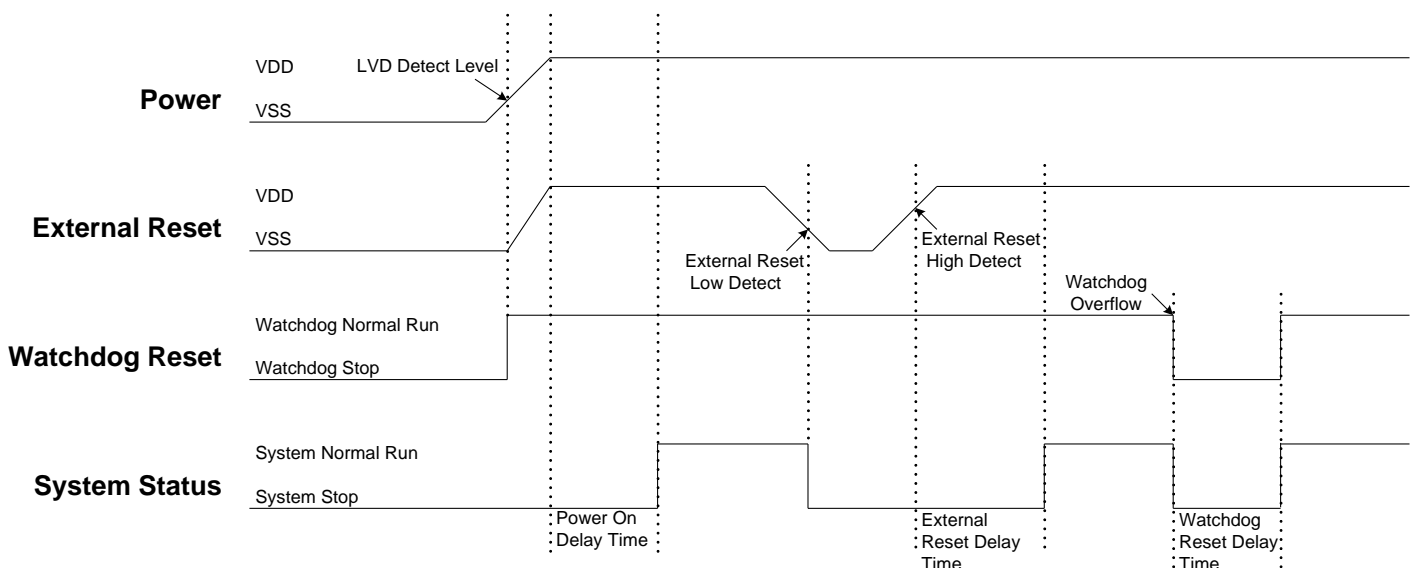 VDD
LVD Detect Level
Power
VSS
VDD
External Reset
VSS
External Reset
Low Detect
External Reset
High Detect
Watchdog
Overflow
Watchdog Normal Run
Watchdog Reset
Watchdog Stop
System Normal Run
System Status
System Stop
Power On
Delay Time
External
Reset Delay
Time
Watchdog
Reset Delay
Time